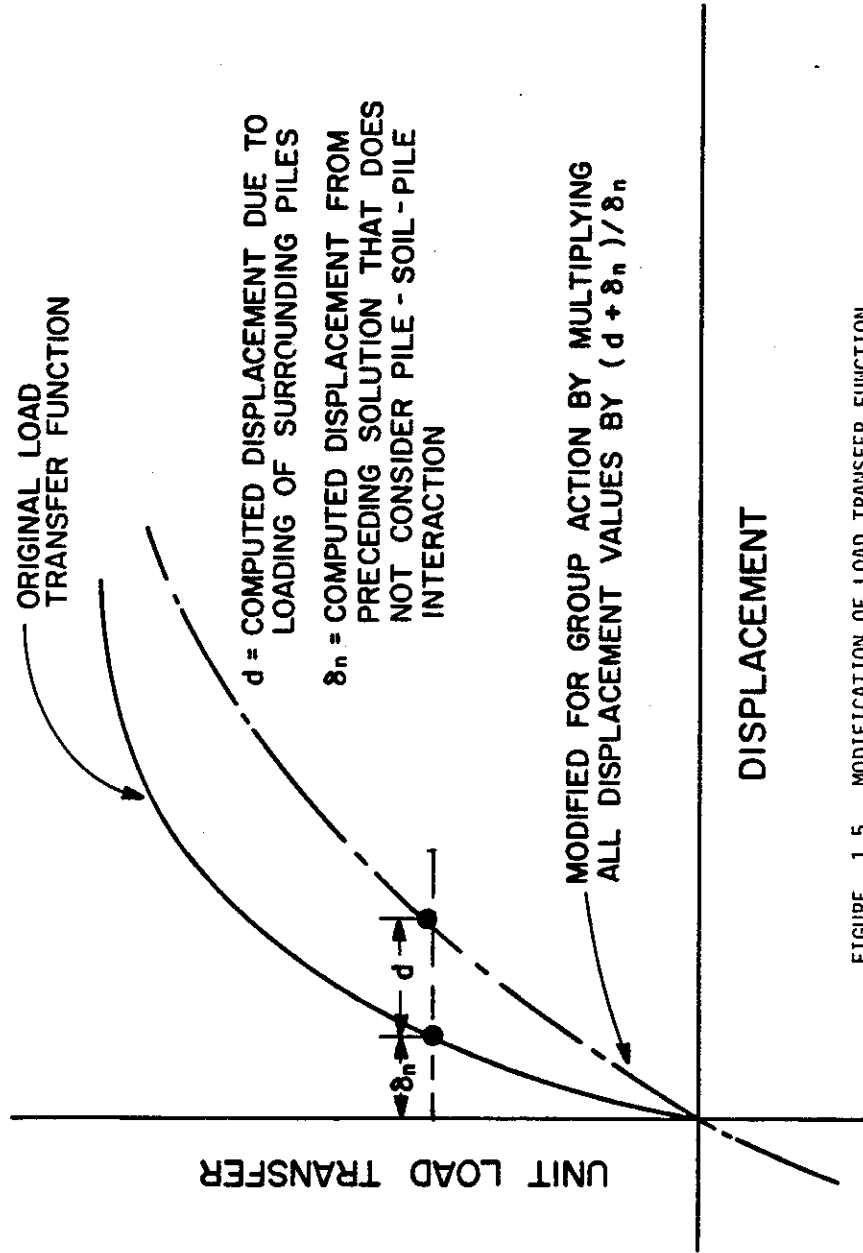 ORIGINAL LOAD
TRANSFER FUNCTION
d = COMPUTED DISPLACEMENT DUE TO
LOADING OF SURROUNDING PILES
δn = COMPUTED DISPLACEMENT FROM
PRECEDING SOLUTION THAT DOES
NOT CONSIDER PILE - SOIL - PILE
INTERACTION
δn
d
MODIFIED FOR GROUP ACTION BY MULTIPLYING
ALL DISPLACEMENT VALUES BY (d + δn)/δn
UNIT LOAD TRANSFER
DISPLACEMENT
FIGURE 1.5 MODIFICATION OF LOAD TRANSFER FUNCTION